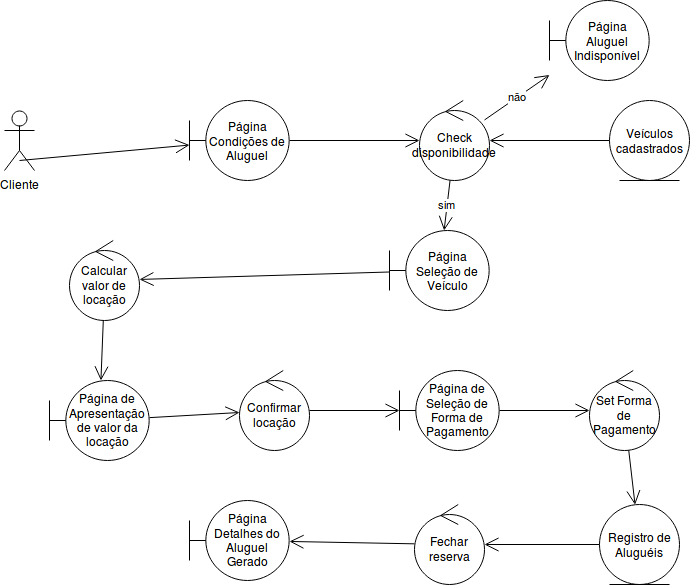 Página
Aluguel
Indisponível
não
Cliente
Página
Condições de
Aluguel
Check
disponibilidade
Veículos
cadastrados
sim
Página
Seleção de
Veículo
Calcular
valor de
locação
Página de
Apresentação
de valor da
locação
Confirmar
locação
Página de
Seleção de
Forma de
Pagamento
Set Forma
de
Pagamento
Página
Detalhes do
Aluguel
Gerado
Fechar
reserva
Registro de
Aluguéis